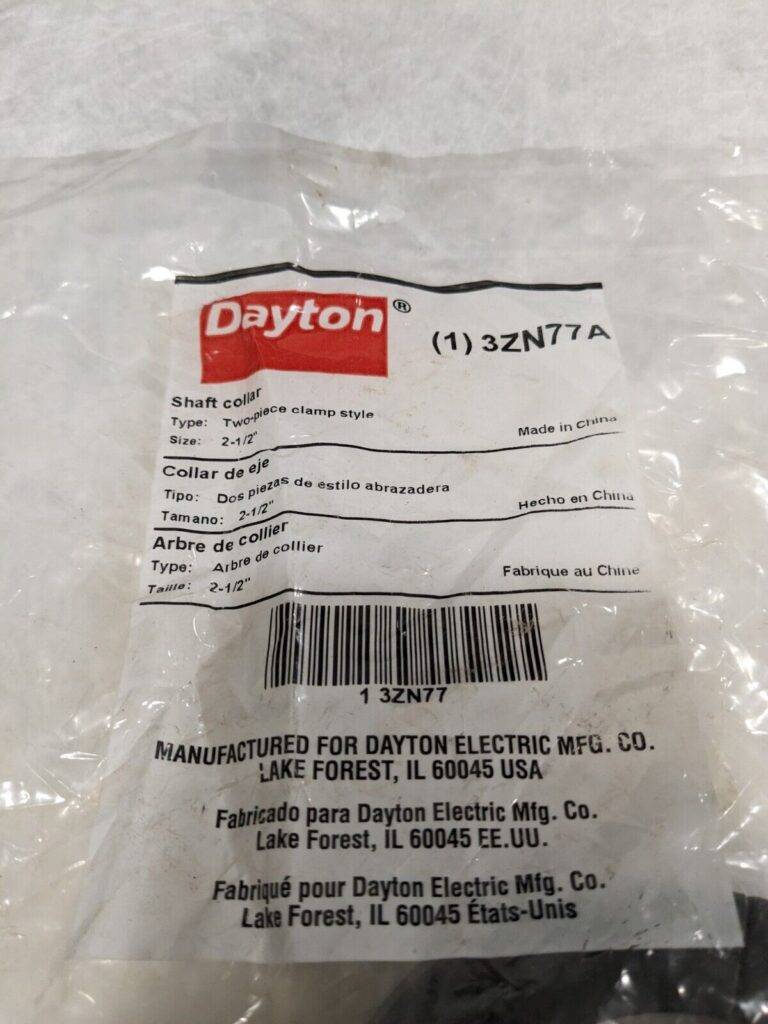 Dayton® (1) 3ZN77A
Shaft collar
Type: Two-piece clamp style
Size: 2-1/2" Made in China
Collar de eje
Tipo: Dos piezas de estilo abrazadera
Tamano: 2-1/2" Hecho en China
Arbre de collier
Type: Arbre de collier
Taille: 2-1/2" Fabrique au Chine
1 3ZN77
MANUFACTURED FOR DAYTON ELECTRIC MFG. CO.
LAKE FOREST, IL 60045 USA
Fabricado para Dayton Electric Mfg. Co.
Lake Forest, IL 60045 EE.UU.
Fabriqué pour Dayton Electric Mfg. Co.
Lake Forest, IL 60045 États-Unis